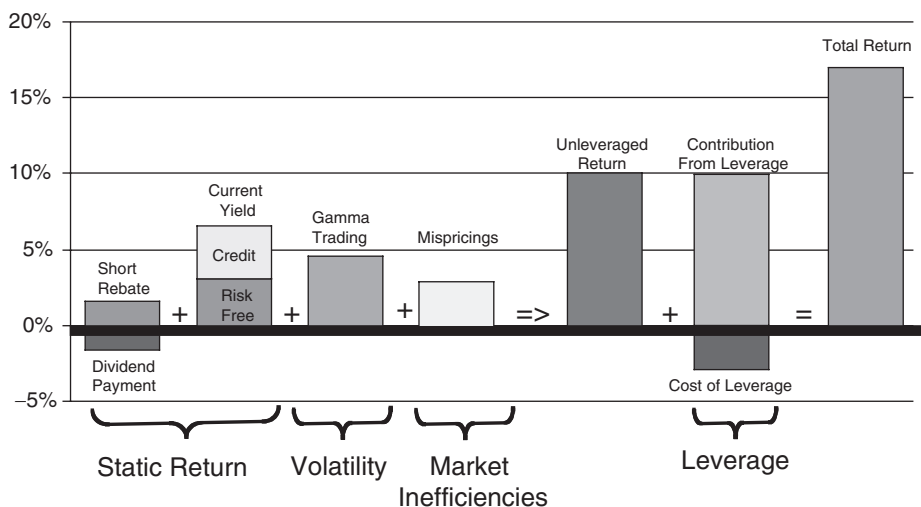 20%
15%
10%
5%
0%
–5%
Short
Rebate
Dividend
Payment
+
Current
Yield
Credit
Risk
Free
+
Gamma
Trading
+
Mispricings
=>
Unleveraged
Return
+
Contribution
From Leverage
Cost of Leverage
=
Total Return
Static Return
Volatility
Market
Inefficiencies
Leverage